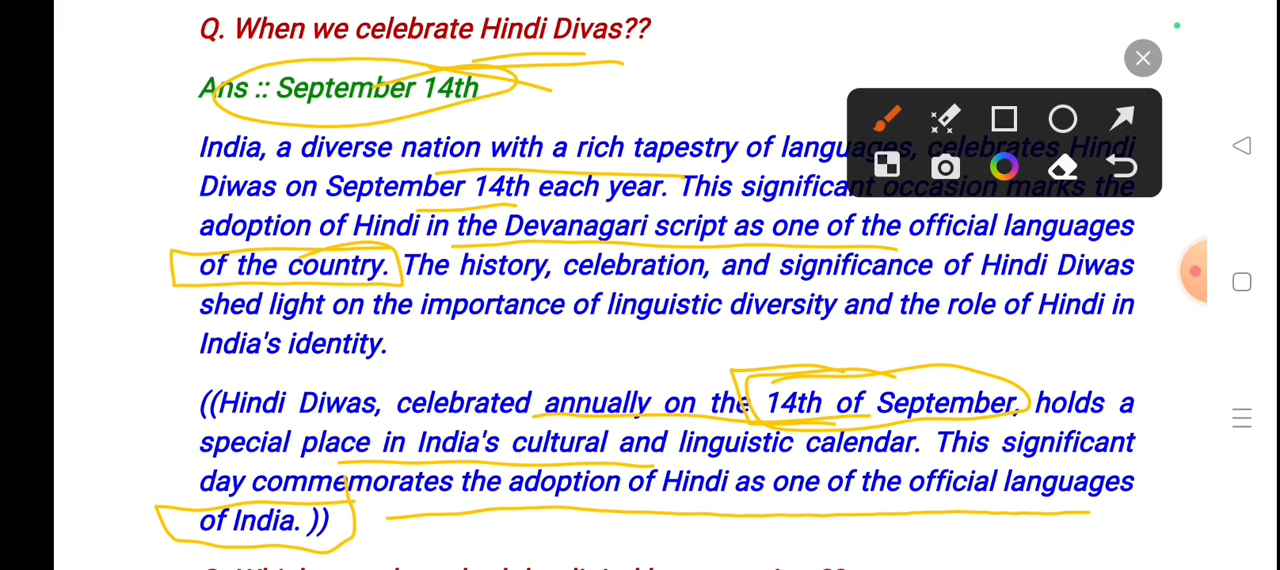 Q. When we celebrate Hindi Divas??
Ans :: September 14th
India, a diverse nation with a rich tapestry of languages, celebrates Hindi
Diwas on September 14th each year. This significant occasion marks the
adoption of Hindi in the Devanagari script as one of the official languages
of the country. The history, celebration, and significance of Hindi Diwas
shed light on the importance of linguistic diversity and the role of Hindi in
India's identity.
((Hindi Diwas, celebrated annually on the 14th of September, holds a
special place in India's cultural and linguistic calendar. This significant
day commemorates the adoption of Hindi as one of the official languages
of India. ))